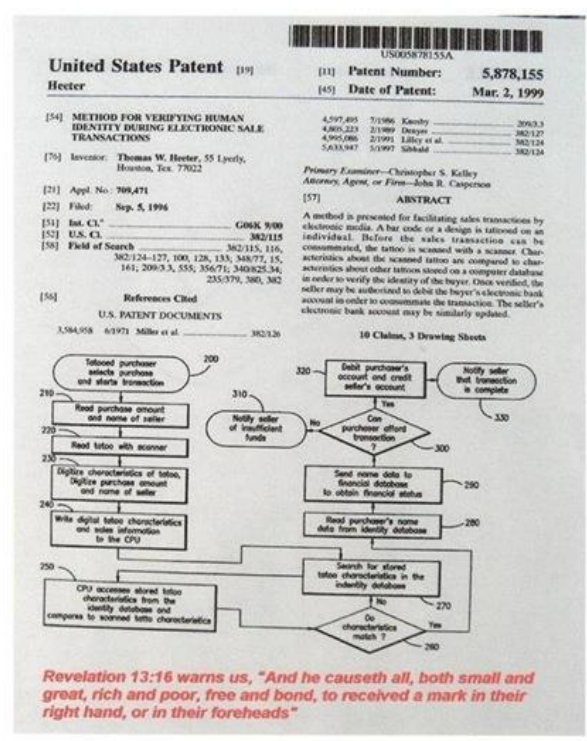 US005878155A
United States Patent [19]
Heeter
[11] Patent Number: 5,878,155
[45] Date of Patent: Mar. 2, 1999
[54] METHOD FOR VERIFYING HUMAN
IDENTITY DURING ELECTRONIC SALE
TRANSACTIONS
[76] Inventor: Thomas W. Heeter, 55 Lyerly,
Houston, Tex. 77022
[21] Appl. No.: 709,471
[22] Filed: Sep. 5, 1996
[51] Int. Cl.⁶ G06K 9/00
[52] U.S. Cl. 382/115
[58] Field of Search 382/115, 116,
382/124–127, 100, 128, 133; 348/77, 15,
161; 209/3.3, 555; 356/71; 340/825.34;
235/379, 380, 382
[56] References Cited
U.S. PATENT DOCUMENTS
3,584,958 6/1971 Miller et al. 382/126
4,597,495 7/1986 Knosby 209/3.3
4,805,223 2/1989 Denyer 382/127
4,995,086 2/1991 Lilley et al. 382/124
5,633,947 5/1997 Sibbald 382/124
Primary Examiner—Christopher S. Kelley
Attorney, Agent, or Firm—John R. Casperson
[57] ABSTRACT
A method is presented for facilitating sales transactions by
electronic media. A bar code or a design is tattooed on an
individual. Before the sales transaction can be
consummated, the tattoo is scanned with a scanner. Char-
acteristics about the scanned tattoo are compared to char-
acteristics about other tattoos stored on a computer database
in order to verify the identity of the buyer. Once verified, the
seller may be authorized to debit the buyer's electronic bank
account in order to consummate the transaction. The seller's
electronic bank account may be similarly updated.
10 Claims, 3 Drawing Sheets
Tattooed purchaser
selects purchase
and starts transaction
200
210
Read purchase amount
and name of seller
220
Read tatoo with scanner
230
Digitize characteristics of tatoo,
Digitize purchase amount
and name of seller
240
Write digital tatoo characteristics
and sales information
to the CPU
250
CPU accesses stored tatoo
characteristics from the
identity database and
compares to scanned tatto characteristics
320
Debit purchaser's
account and credit
seller's account
Notify seller
that transaction
is complete
330
310
Notify seller
of insufficient
funds
No
Yes
Can
purchaser afford
transaction
?
300
Send name data to
financial database
to obtain financial status
290
Read purchaser's name
data from identity database
280
Search for stored
tatoo characteristics in the
indentity database
270
No
Do
characteristics
match ?
Yes
260
Revelation 13:16 warns us, "And he causeth all, both small and
great, rich and poor, free and bond, to received a mark in their
right hand, or in their foreheads"